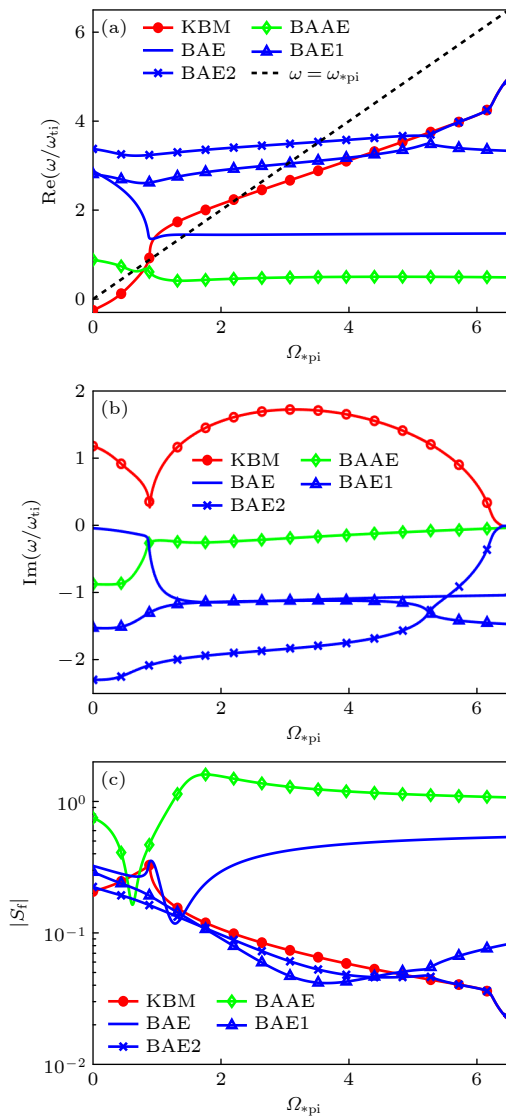 (a)
KBM
BAAE
BAE
BAE1
BAE2
ω = ω*pi
Re(ω/ωti)
6
4
2
0
0
2
4
6
Ω*pi
(b)
KBM
BAAE
BAE
BAE1
BAE2
Im(ω/ωti)
2
1
0
−1
−2
0
2
4
6
Ω*pi
(c)
|Sf|
10⁰
10⁻¹
10⁻²
KBM
BAAE
BAE
BAE1
BAE2
0
2
4
6
Ω*pi